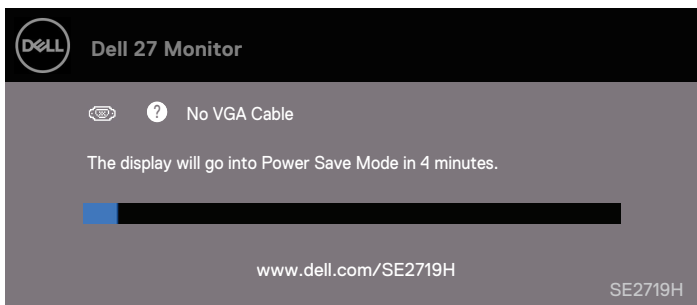 DELL
Dell 27 Monitor
? No VGA Cable
The display will go into Power Save Mode in 4 minutes.
www.dell.com/SE2719H
SE2719H